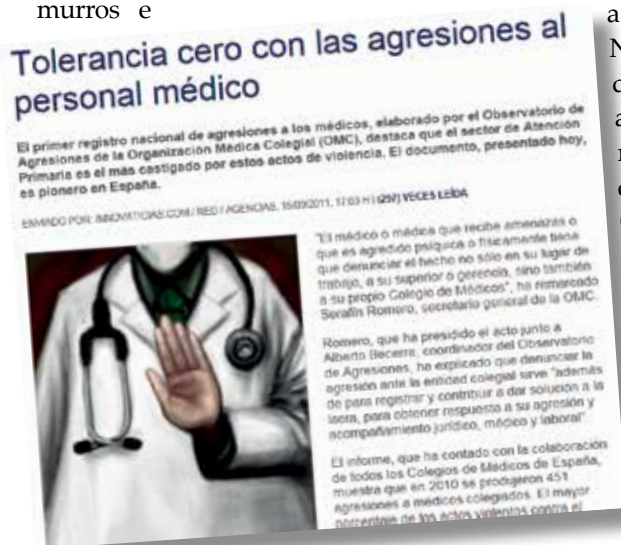 murros e
Tolerancia cero con las agresiones al
personal médico
El primer registro nacional de agresiones a los médicos, elaborado por el Observatorio de
Agresiones de la Organización Médica Colegial (OMC), destaca que el sector de Atención
Primaria es el más castigado por estos actos de violencia. El documento, presentado hoy,
es pionero en España.
ENVIADO POR: INNOVATICIAS.COM / RED / AGENCIAS, 15/03/2011, 17:03 H | (257) VECES LEÍDA
"El médico o médica que recibe amenazas o
que es agredido psíquica o físicamente tiene
que denunciar el hecho no sólo en su lugar de
trabajo, a su superior o gerencia, sino también
a su propio Colegio de Médicos", ha remarcado
Serafín Romero, secretario general de la OMC.
Romero, que ha presidido el acto junto a
Alberto Becerra, coordinador del Observatorio
de Agresiones, ha explicado que denunciar la
agresión ante la entidad colegial sirve "además
de para registrar y contribuir a dar solución a la
lacra, para obtener respuesta a su agresión y
acompañamiento jurídico, médico y laboral"
El informe, que ha contado con la colaboración
de todos los Colegios de Médicos de España,
muestra que en 2010 se produjeron 451
agresiones a médicos colegiados. El mayor
porcentaje de los actos violentos contra el
a
N